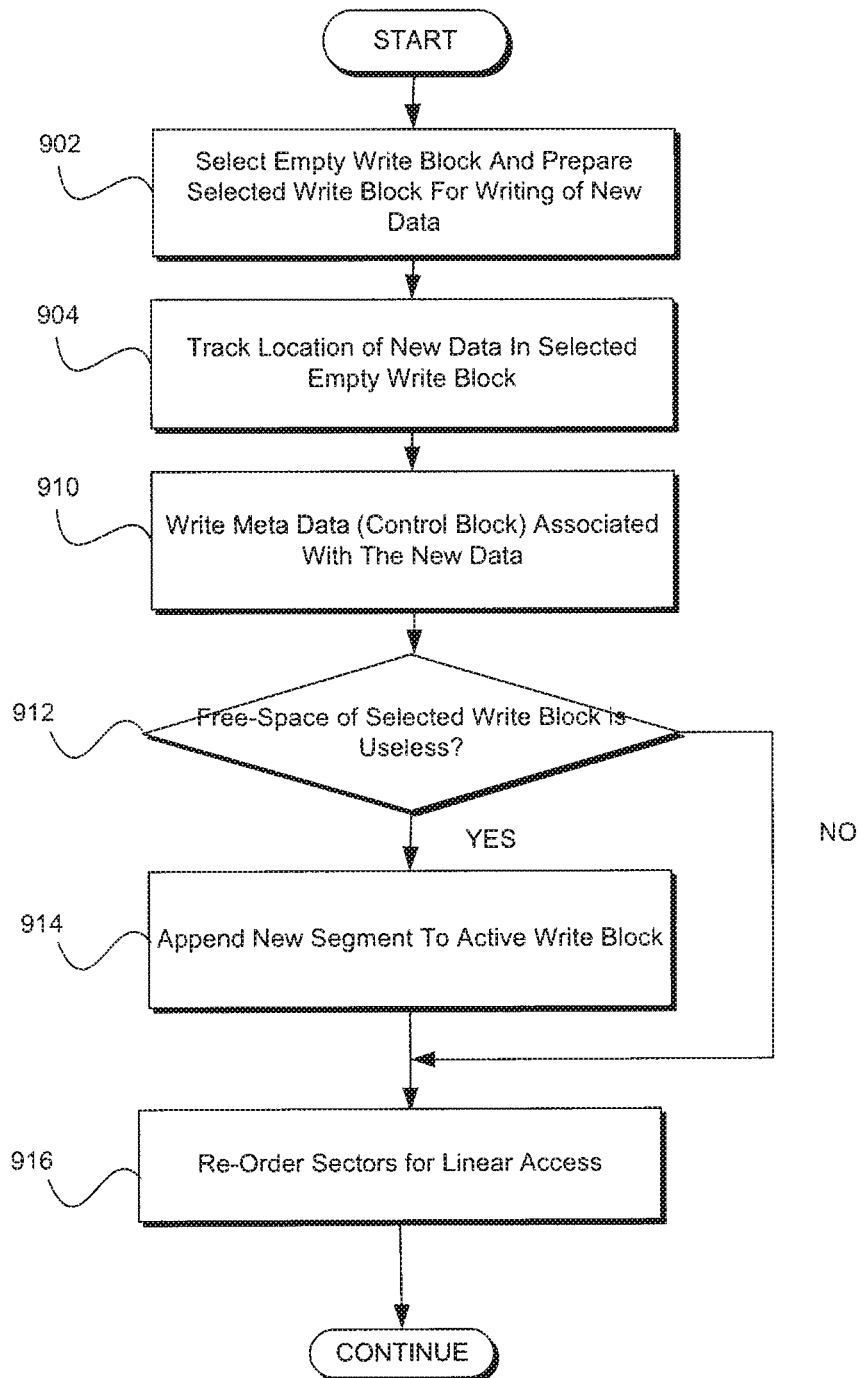 START
902
Select Empty Write Block And Prepare
Selected Write Block For Writing of New
Data
904
Track Location of New Data In Selected
Empty Write Block
910
Write Meta Data (Control Block) Associated
With The New Data
912
Free-Space of Selected Write Block is
Useless?
YES
NO
914
Append New Segment To Active Write Block
916
Re-Order Sectors for Linear Access
CONTINUE